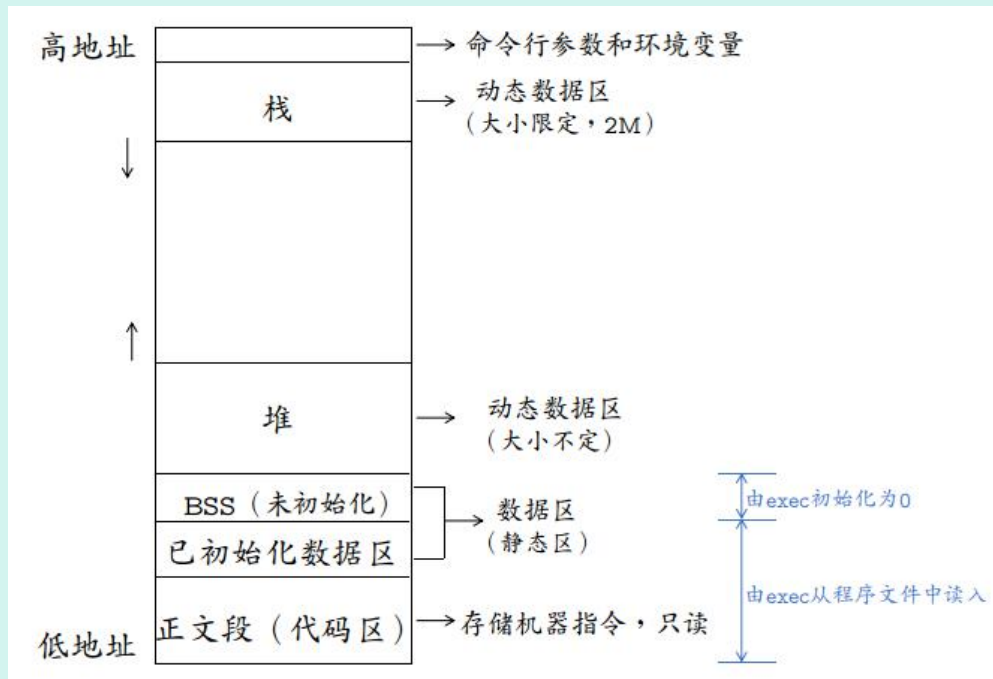 高地址
命令行参数和环境变量
栈
动态数据区
(大小限定，2M)
堆
动态数据区
(大小不定)
BSS (未初始化)
数据区
(静态区)
由exec初始化为0
已初始化数据区
由exec从程序文件中读入
正文段 (代码区)
存储机器指令，只读
低地址